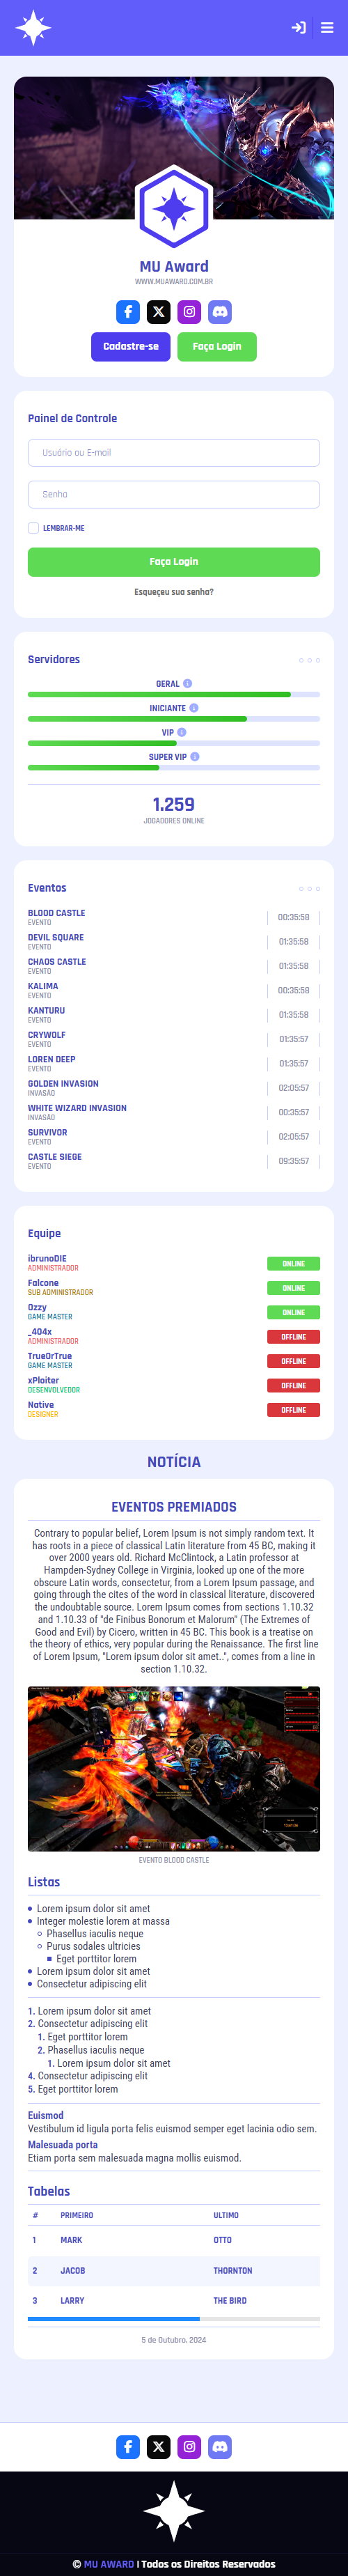 MU Award
WWW.MUAWARD.COM.BR
Cadastre-se
Faça Login
Painel de Controle
Usuário ou E-mail
Senha
LEMBRAR-ME
Faça Login
Esqueçeu sua senha?
Servidores
GERAL
INICIANTE
VIP
SUPER VIP
1.259
JOGADORES ONLINE
Eventos
BLOOD CASTLE
EVENTO
00:35:58
DEVIL SQUARE
EVENTO
01:35:58
CHAOS CASTLE
EVENTO
01:35:58
KALIMA
EVENTO
00:35:58
KANTURU
EVENTO
01:35:58
CRYWOLF
EVENTO
01:35:57
LOREN DEEP
EVENTO
01:35:57
GOLDEN INVASION
INVASÃO
02:05:57
WHITE WIZARD INVASION
INVASÃO
00:35:57
SURVIVOR
EVENTO
02:05:57
CASTLE SIEGE
EVENTO
09:35:57
Equipe
ibrunoDIE
ADMINISTRADOR
ONLINE
Falcone
SUB ADMINISTRADOR
ONLINE
Ozzy
GAME MASTER
ONLINE
_404x
ADMINISTRADOR
OFFLINE
TrueOrTrue
GAME MASTER
OFFLINE
xPloiter
DESENVOLVEDOR
OFFLINE
Native
DESIGNER
OFFLINE
NOTÍCIA
EVENTOS PREMIADOS
Contrary to popular belief, Lorem Ipsum is not simply random text. It
has roots in a piece of classical Latin literature from 45 BC, making it
over 2000 years old. Richard McClintock, a Latin professor at
Hampden-Sydney College in Virginia, looked up one of the more
obscure Latin words, consectetur, from a Lorem Ipsum passage, and
going through the cites of the word in classical literature, discovered
the undoubtable source. Lorem Ipsum comes from sections 1.10.32
and 1.10.33 of "de Finibus Bonorum et Malorum" (The Extremes of
Good and Evil) by Cicero, written in 45 BC. This book is a treatise on
the theory of ethics, very popular during the Renaissance. The first line
of Lorem Ipsum, "Lorem ipsum dolor sit amet..", comes from a line in
section 1.10.32.
EVENTO BLOOD CASTLE
Listas
Lorem ipsum dolor sit amet
Integer molestie lorem at massa
Phasellus iaculis neque
Purus sodales ultricies
Eget porttitor lorem
Lorem ipsum dolor sit amet
Consectetur adipiscing elit
1. Lorem ipsum dolor sit amet
2. Consectetur adipiscing elit
1. Eget porttitor lorem
2. Phasellus iaculis neque
1. Lorem ipsum dolor sit amet
4. Consectetur adipiscing elit
5. Eget porttitor lorem
Euismod
Vestibulum id ligula porta felis euismod semper eget lacinia odio sem.
Malesuada porta
Etiam porta sem malesuada magna mollis euismod.
Tabelas
# PRIMEIRO ULTIMO
1 MARK OTTO
2 JACOB THORNTON
3 LARRY THE BIRD
5 de Outubro, 2024
© MU AWARD | Todos os Direitos Reservados